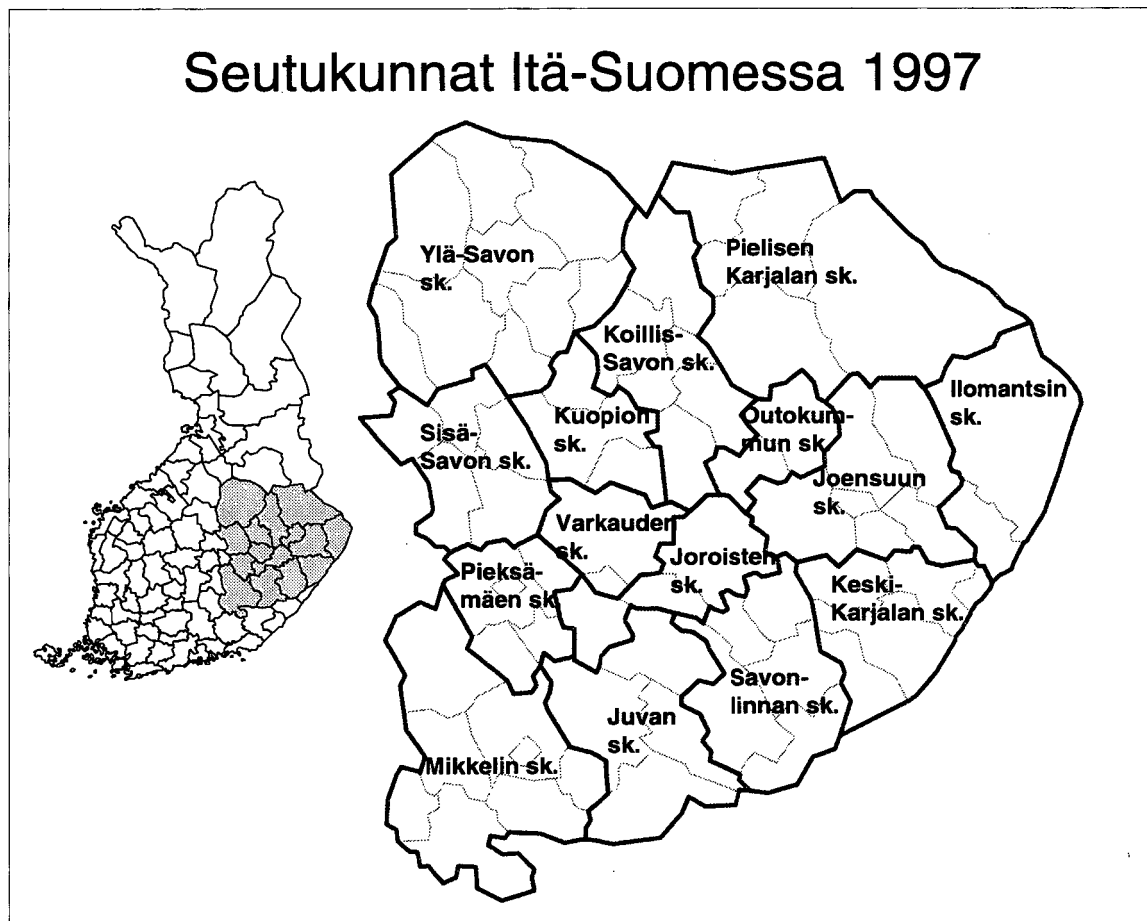 Seutukunnat Itä-Suomessa 1997
Ylä-Savon
sk.
Pielisen
Karjalan sk.
Koillis-
Savon sk.
Ilomantsin
sk.
Kuopion
sk.
Outokum-
mun sk.
Sisä-
Savon sk.
Joensuun
sk.
Varkauden
sk.
Joroisten
sk.
Pieksä-
mäen sk.
Keski-
Karjalan sk.
Savon-
linnan sk.
Juvan
sk.
Mikkelin sk.